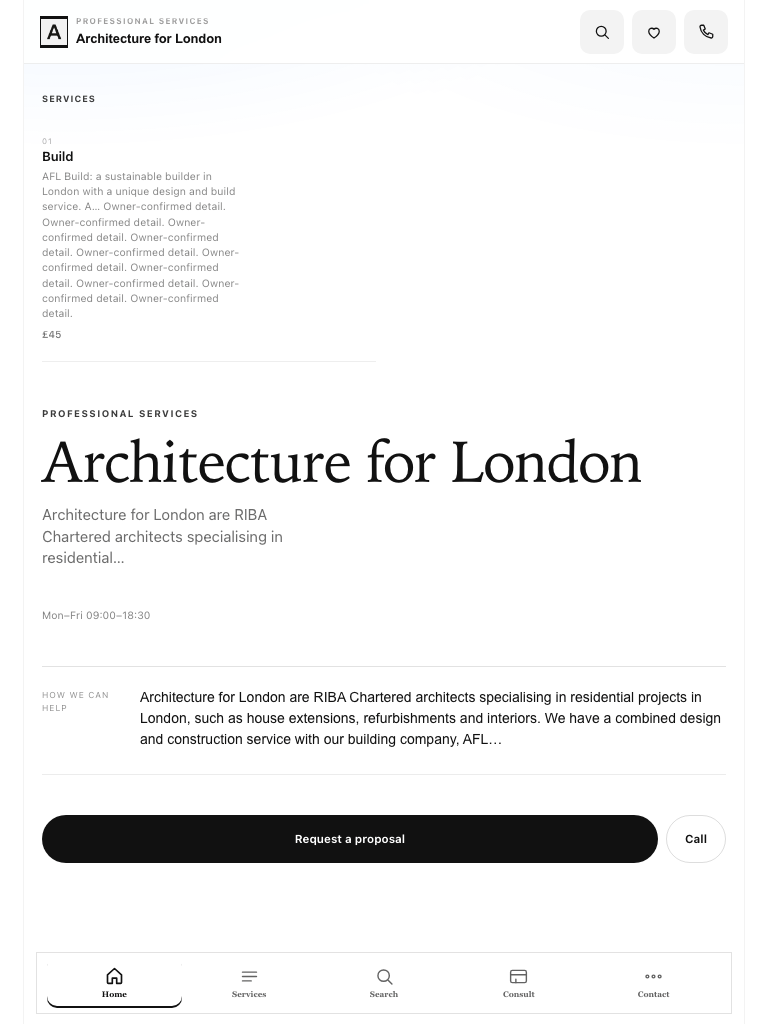 A
PROFESSIONAL SERVICES
Architecture for London
SERVICES
01
Build
AFL Build: a sustainable builder in
London with a unique design and build
service. A... Owner-confirmed detail.
Owner-confirmed detail. Owner-
confirmed detail. Owner-confirmed
detail. Owner-confirmed detail. Owner-
confirmed detail. Owner-confirmed
detail. Owner-confirmed detail. Owner-
confirmed detail. Owner-confirmed
detail.
£45
PROFESSIONAL SERVICES
Architecture for London
Architecture for London are RIBA
Chartered architects specialising in
residential...
Mon–Fri 09:00–18:30
HOW WE CAN
HELP
Architecture for London are RIBA Chartered architects specialising in residential projects in
London, such as house extensions, refurbishments and interiors. We have a combined design
and construction service with our building company, AFL…
Request a proposal
Call
Home
Services
Search
Consult
Contact